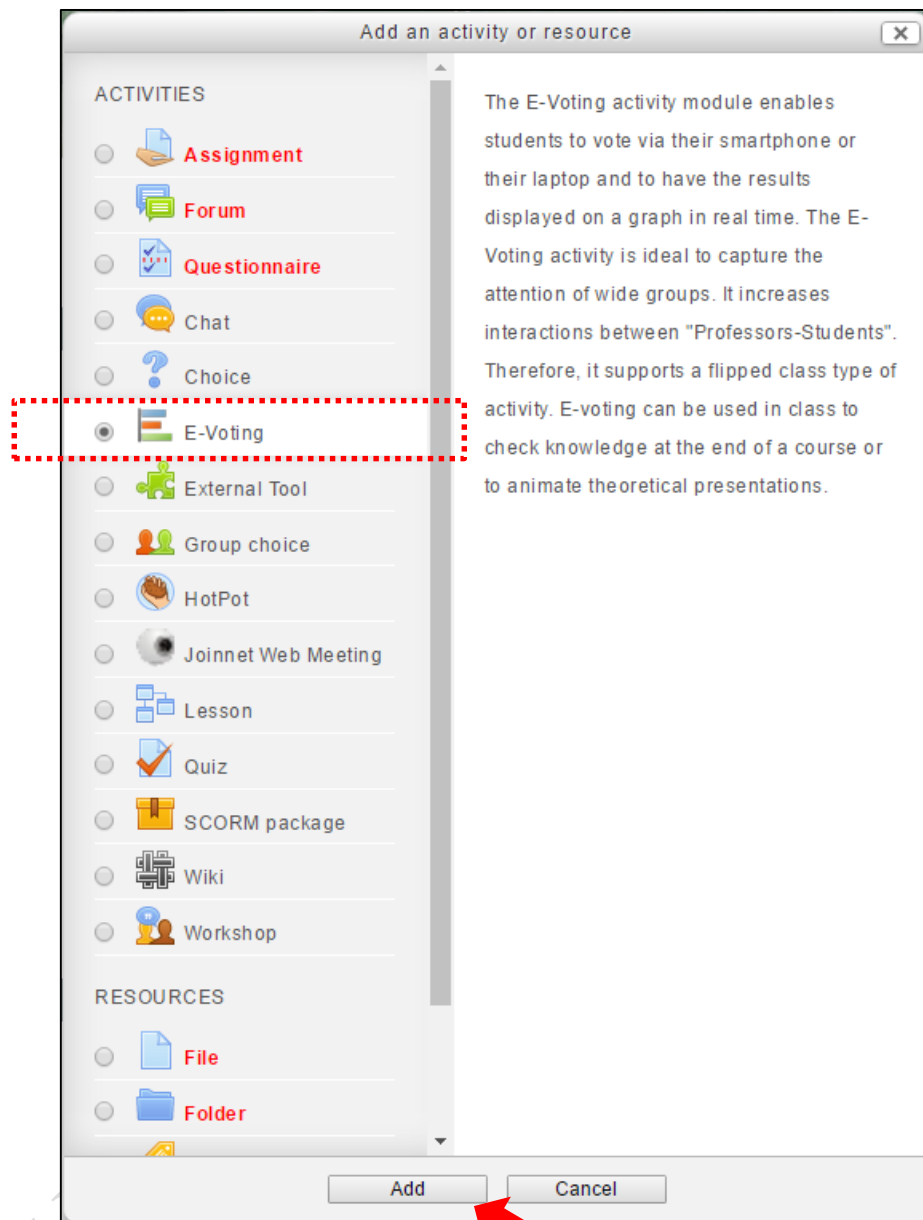 Add an activity or resource
ACTIVITIES
Assignment
Forum
Questionnaire
Chat
Choice
E-Voting
External Tool
Group choice
HotPot
Joinnet Web Meeting
Lesson
Quiz
SCORM package
Wiki
Workshop
RESOURCES
File
Folder
The E-Voting activity module enables
students to vote via their smartphone or
their laptop and to have the results
displayed on a graph in real time. The E-
Voting activity is ideal to capture the
attention of wide groups. It increases
interactions between "Professors-Students".
Therefore, it supports a flipped class type of
activity. E-voting can be used in class to
check knowledge at the end of a course or
to animate theoretical presentations.
Add
Cancel